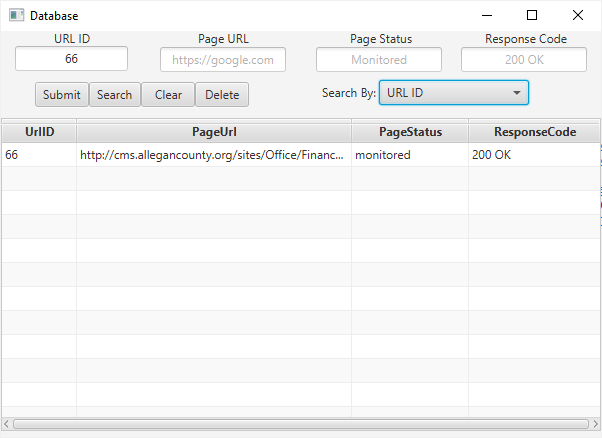 Database
URL ID Page URL Page Status Response Code
66 https://google.com Monitored 200 OK
Submit Search Clear Delete Search By: URL ID
UrlID PageUrl PageStatus ResponseCode
66 http://cms.allegancounty.org/sites/Office/Financ... monitored 200 OK